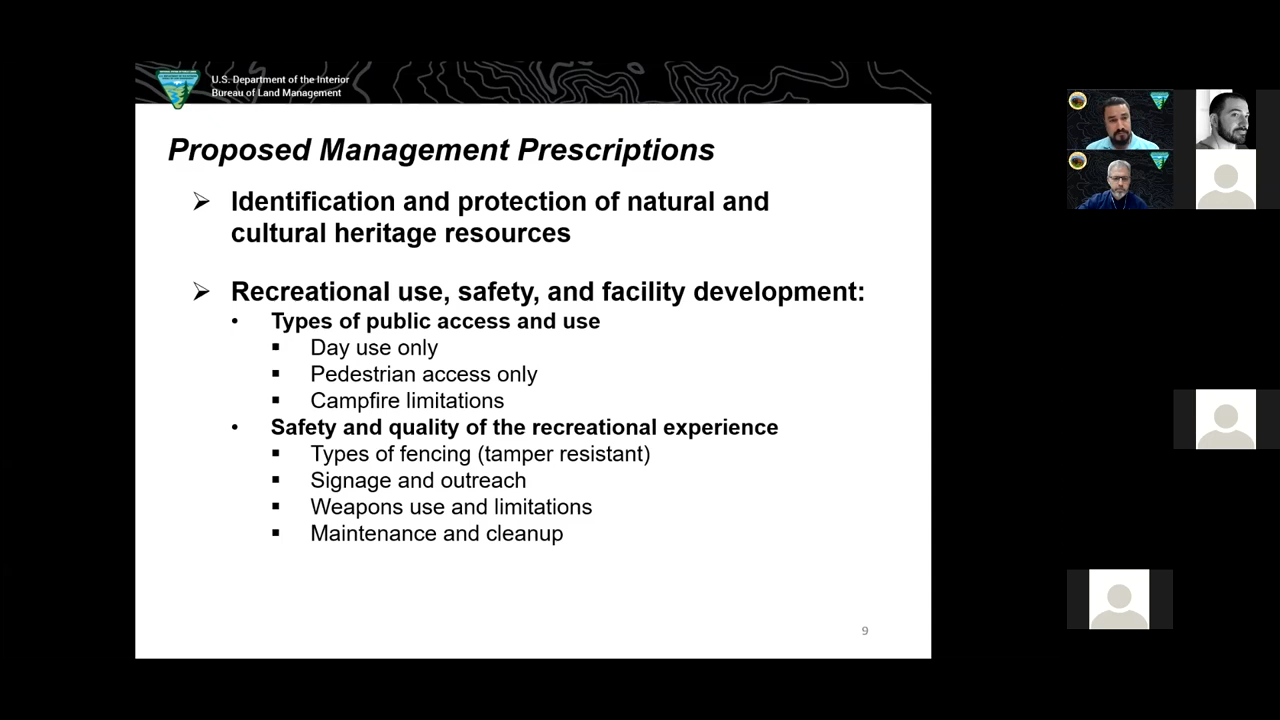 U.S. Department of the Interior
Bureau of Land Management
Proposed Management Prescriptions
➢ Identification and protection of natural and
cultural heritage resources
➢ Recreational use, safety, and facility development:
• Types of public access and use
▪ Day use only
▪ Pedestrian access only
▪ Campfire limitations
• Safety and quality of the recreational experience
▪ Types of fencing (tamper resistant)
▪ Signage and outreach
▪ Weapons use and limitations
▪ Maintenance and cleanup
9